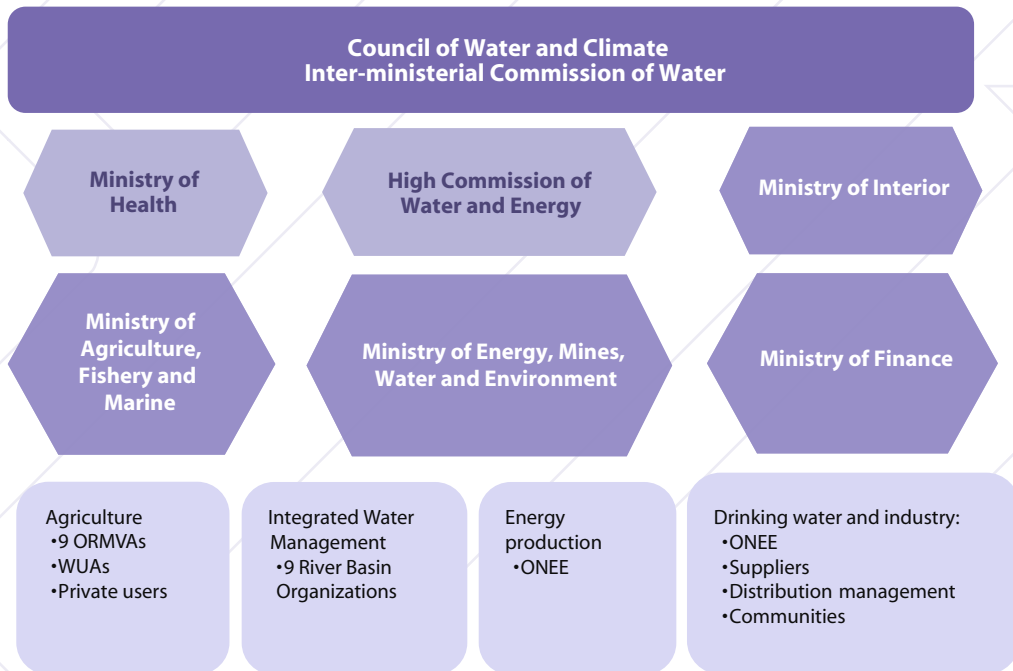 Council of Water and Climate
Inter-ministerial Commission of Water
Ministry of
Health
High Commission of
Water and Energy
Ministry of Interior
Ministry of
Agriculture,
Fishery and
Marine
Ministry of Energy, Mines,
Water and Environment
Ministry of Finance
Agriculture
•9 ORMVAs
•WUAs
•Private users
Integrated Water
Management
•9 River Basin
Organizations
Energy
production
•ONEE
Drinking water and industry:
•ONEE
•Suppliers
•Distribution management
•Communities